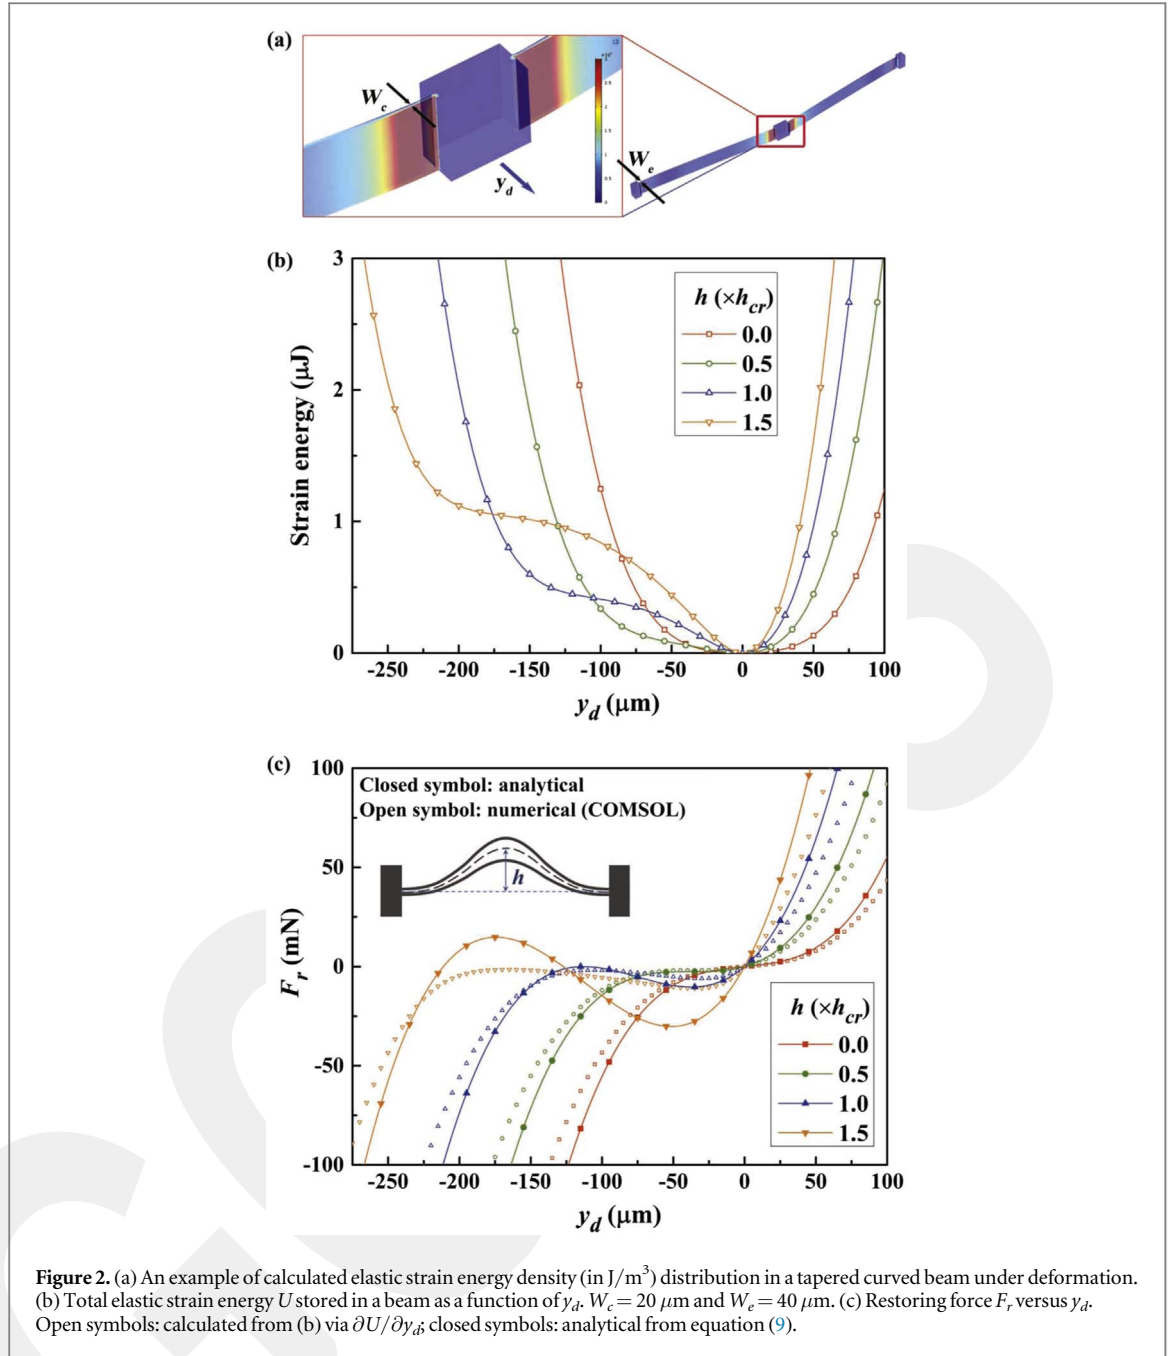 (a)
W_c
y_d
W_e
(b)
Strain energy (μJ)
3
2
1
0
h (×h_cr)
0.0
0.5
1.0
1.5
-250 -200 -150 -100 -50 0 50 100
y_d (μm)
(c)
F_r (mN)
100
50
0
-50
-100
Closed symbol: analytical
Open symbol: numerical (COMSOL)
h
h (×h_cr)
0.0
0.5
1.0
1.5
-250 -200 -150 -100 -50 0 50 100
y_d (μm)
Figure 2. (a) An example of calculated elastic strain energy density (in J/m³) distribution in a tapered curved beam under deformation.
(b) Total elastic strain energy U stored in a beam as a function of y_d. W_c = 20 μm and W_e = 40 μm. (c) Restoring force F_r versus y_d.
Open symbols: calculated from (b) via ∂U/∂y_d; closed symbols: analytical from equation (9).